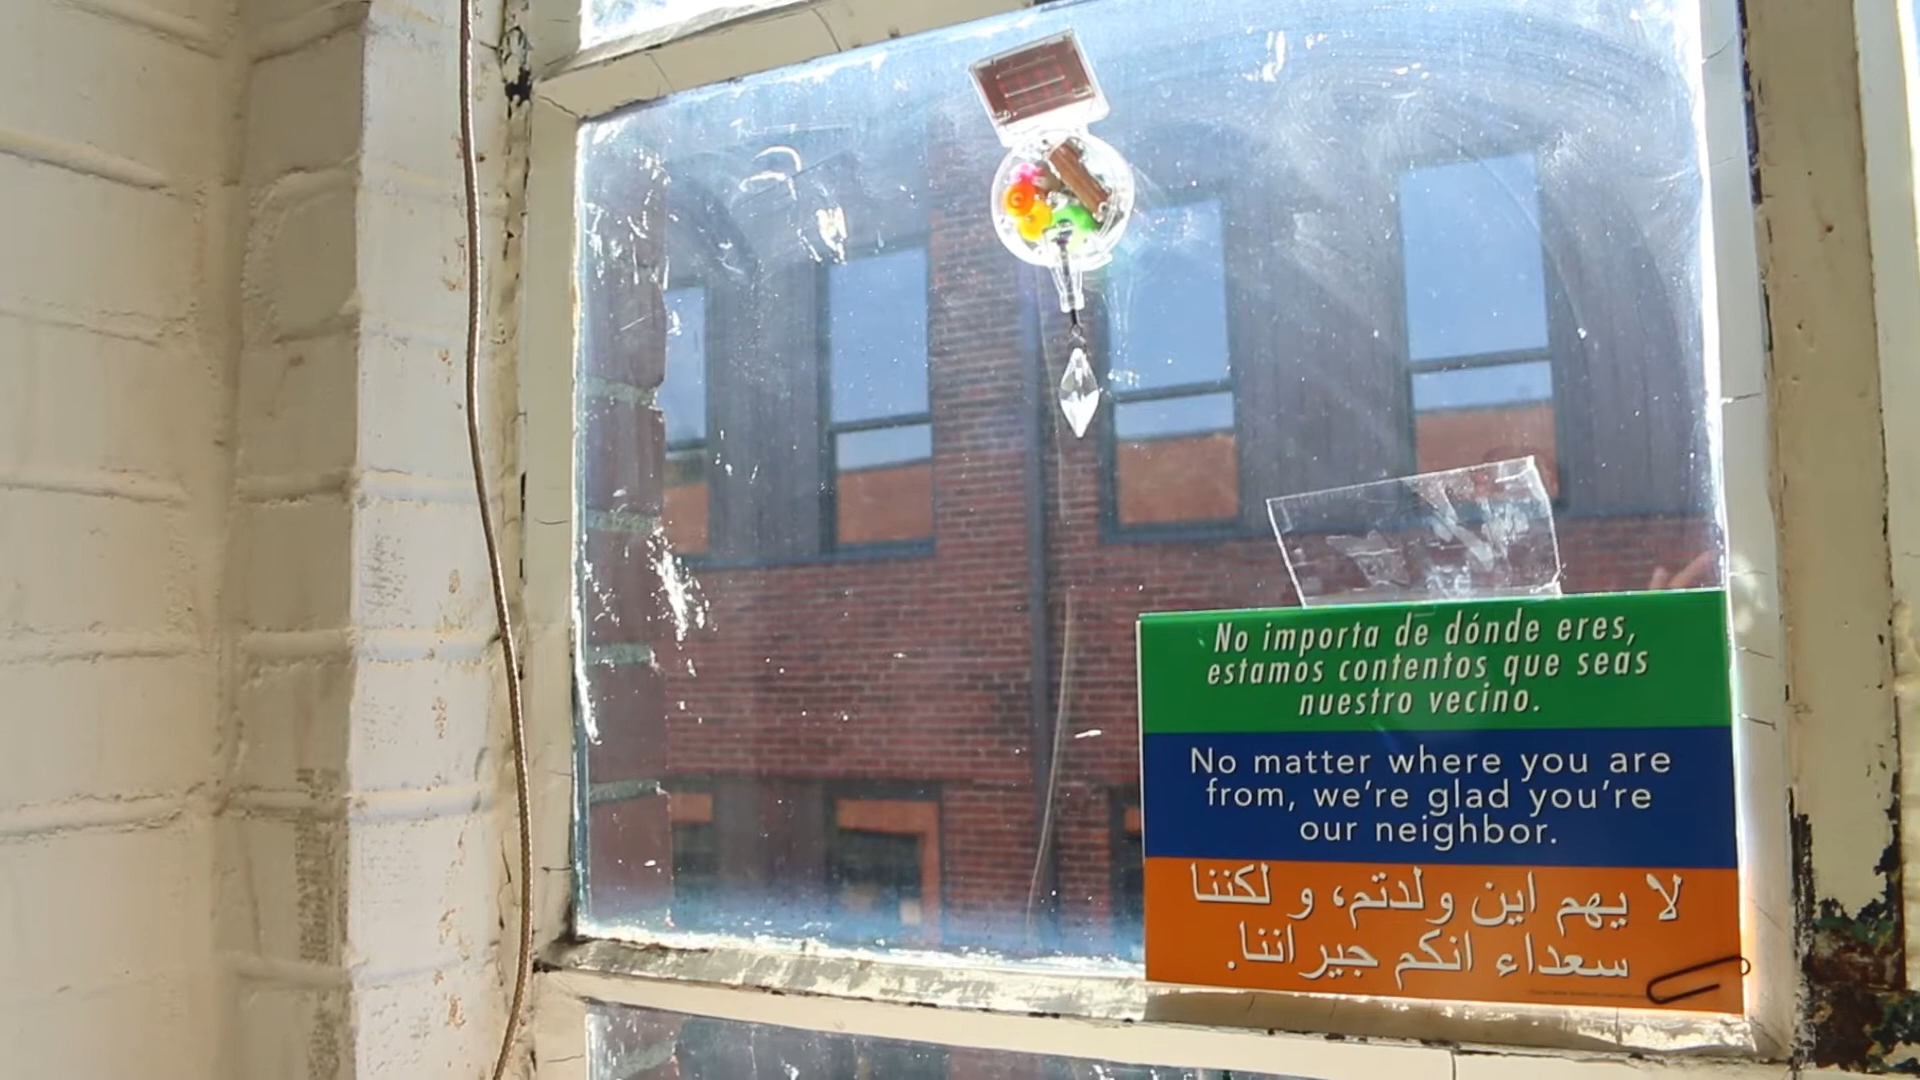 No importa de dónde eres,
estamos contentos que seas
nuestro vecino.
No matter where you are
from, we're glad you're
our neighbor.
لا يهم اين ولدتم، و لكننا
سعداء انكم جيراننا.